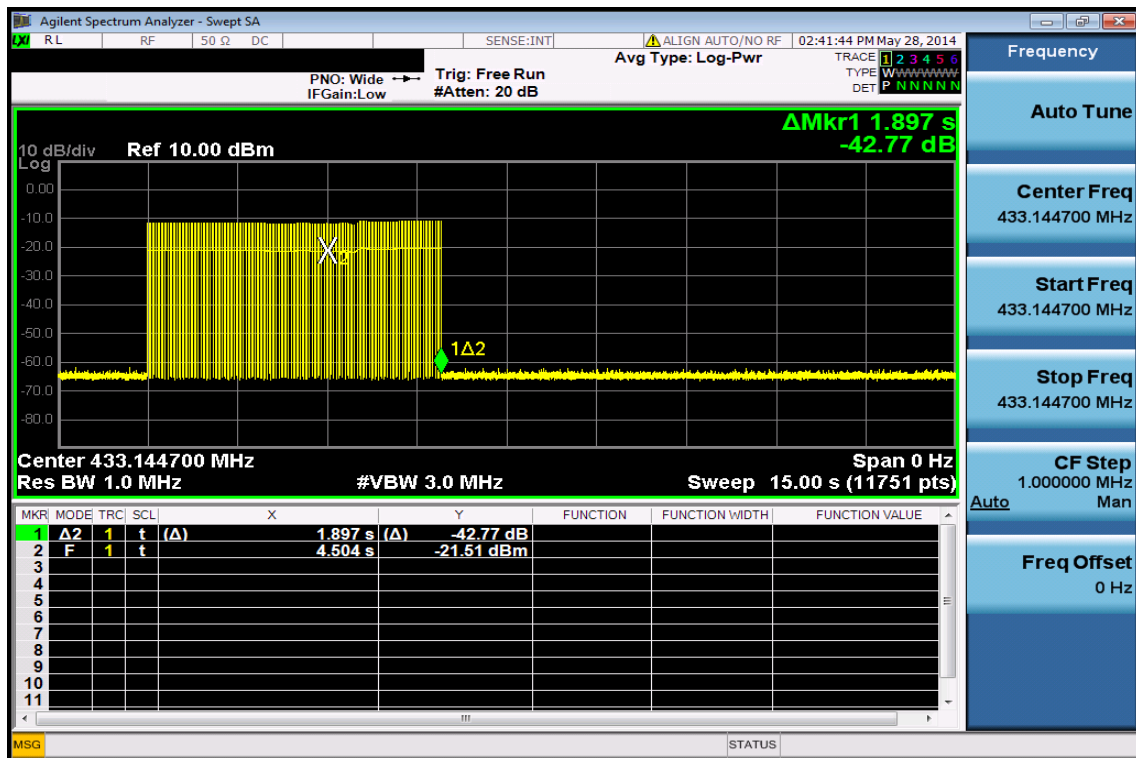 Agilent Spectrum Analyzer - Swept SA
LXI RL RF 50 Ω DC SENSE:INT ALIGN AUTO/NO RF 02:41:44 PM May 28, 2014
PNO: Wide Trig: Free Run Avg Type: Log-Pwr TRACE 1 2 3 4 5 6
IFGain:Low #Atten: 20 dB TYPE WWWWWW
DET P N N N N N
ΔMkr1 1.897 s
-42.77 dB
10 dB/div Ref 10.00 dBm
Log
0.00
-10.0
-20.0
-30.0
-40.0
-50.0
-60.0
-70.0
-80.0
X2
1Δ2
Center 433.144700 MHz Span 0 Hz
Res BW 1.0 MHz #VBW 3.0 MHz Sweep 15.00 s (11751 pts)
MKR MODE TRC SCL X Y FUNCTION FUNCTION WIDTH FUNCTION VALUE
1 Δ2 1 t (Δ) 1.897 s (Δ) -42.77 dB
2 F 1 t 4.504 s -21.51 dBm
3
4
5
6
7
8
9
10
11
MSG STATUS
Frequency
Auto Tune
Center Freq
433.144700 MHz
Start Freq
433.144700 MHz
Stop Freq
433.144700 MHz
CF Step
1.000000 MHz
Auto Man
Freq Offset
0 Hz